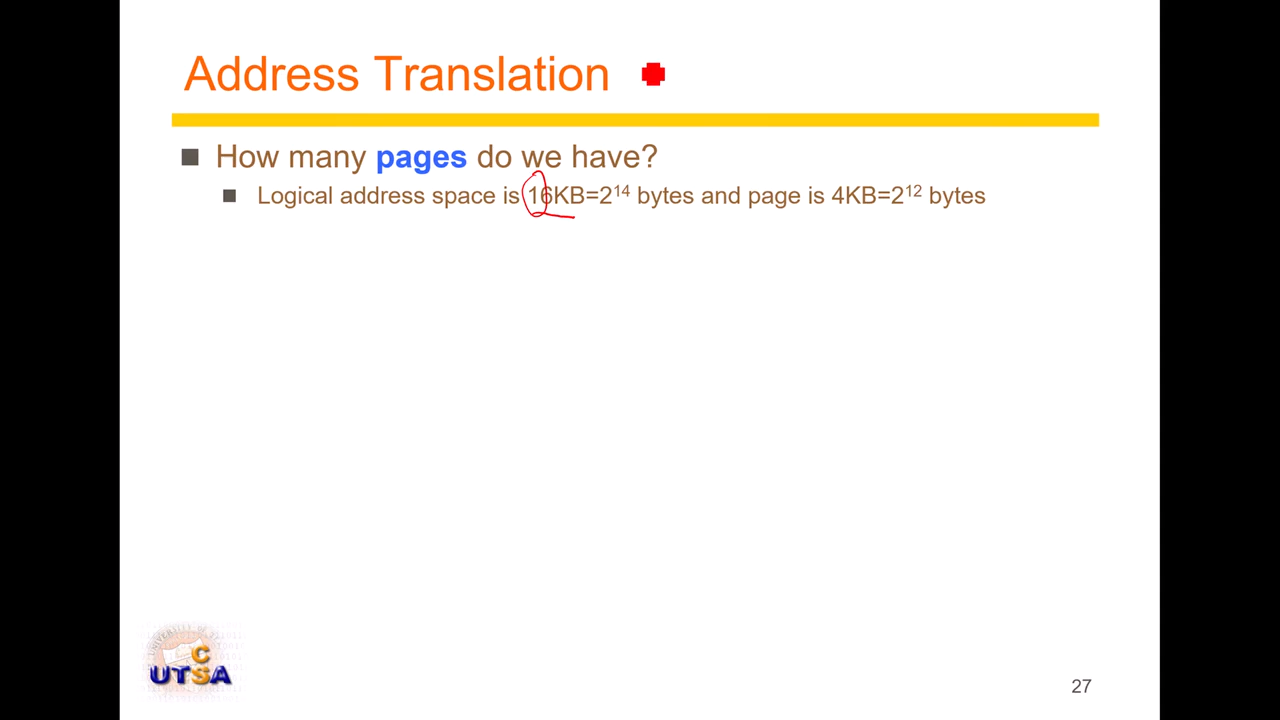 Address Translation
How many pages do we have?
Logical address space is 16KB=2¹⁴ bytes and page is 4KB=2¹² bytes
CS
UTSA
27